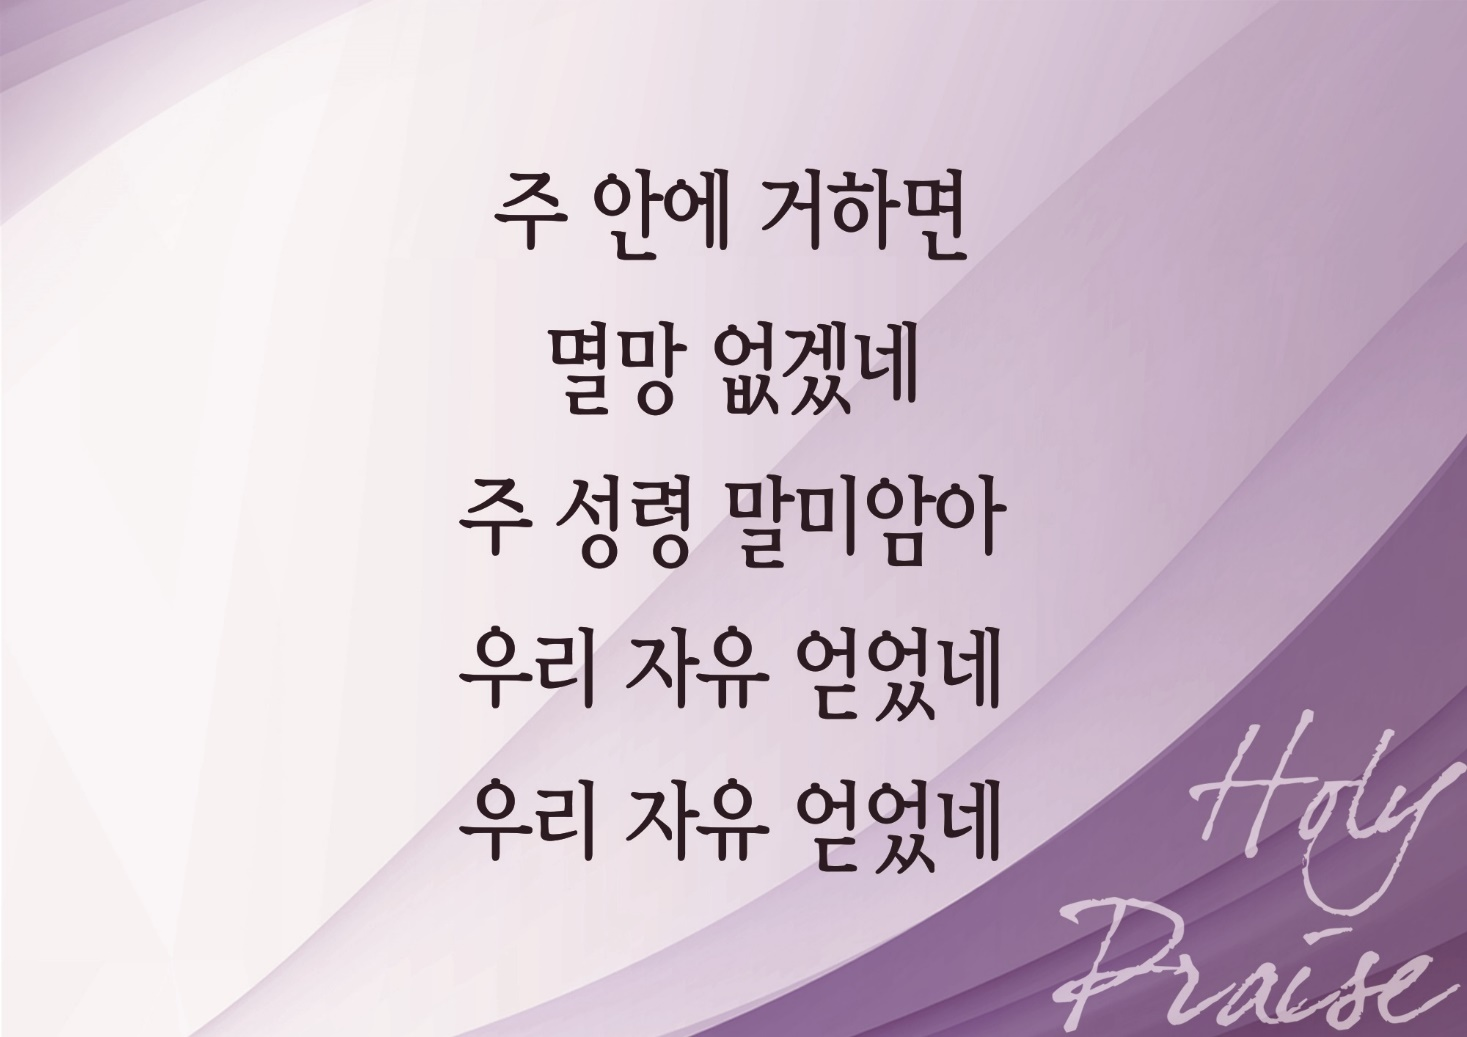 주 안에 거하면
멸망 없겠네
주 성령 말미암아
우리 자유 얻었네
우리 자유 얻었네
Holy
Praise